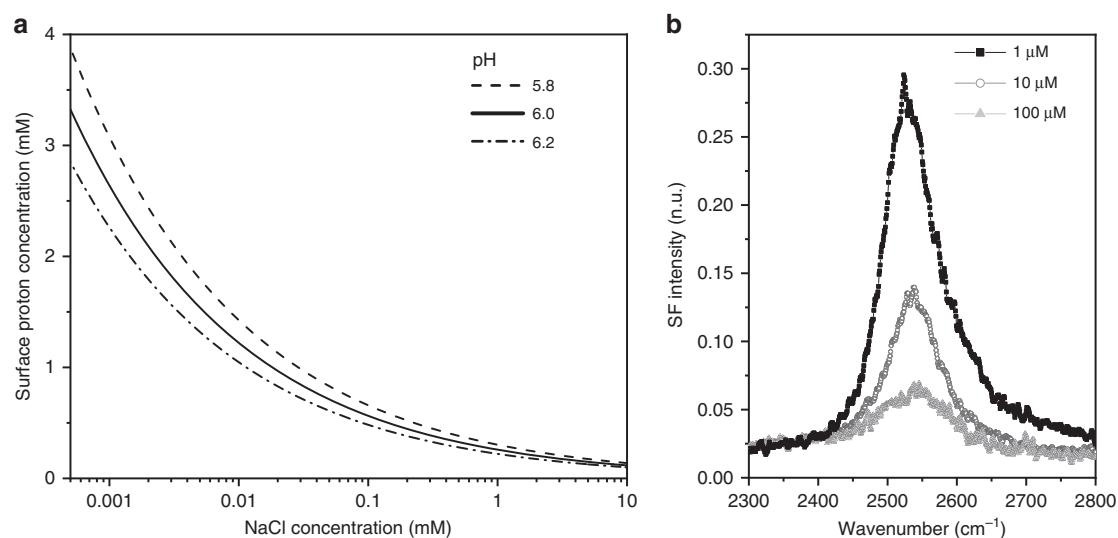 a
4
3
2
1
0
Surface proton concentration (mM)
pH
5.8
6.0
6.2
0.001
0.01
0.1
1
10
NaCl concentration (mM)
b
0.30
0.25
0.20
0.15
0.10
0.05
0.00
SF intensity (n.u.)
1 μM
10 μM
100 μM
2300
2400
2500
2600
2700
2800
Wavenumber (cm⁻¹)